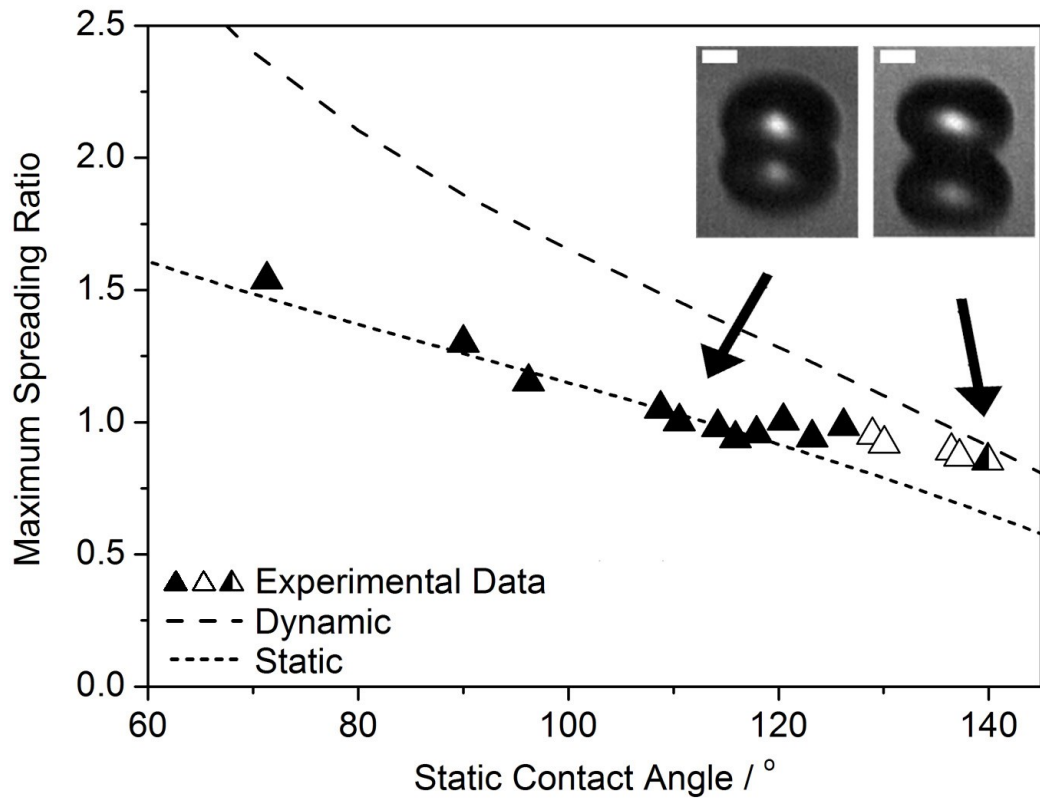 2.5
2.0
1.5
1.0
0.5
0.0
Maximum Spreading Ratio
Experimental Data
Dynamic
Static
60 80 100 120 140
Static Contact Angle / °